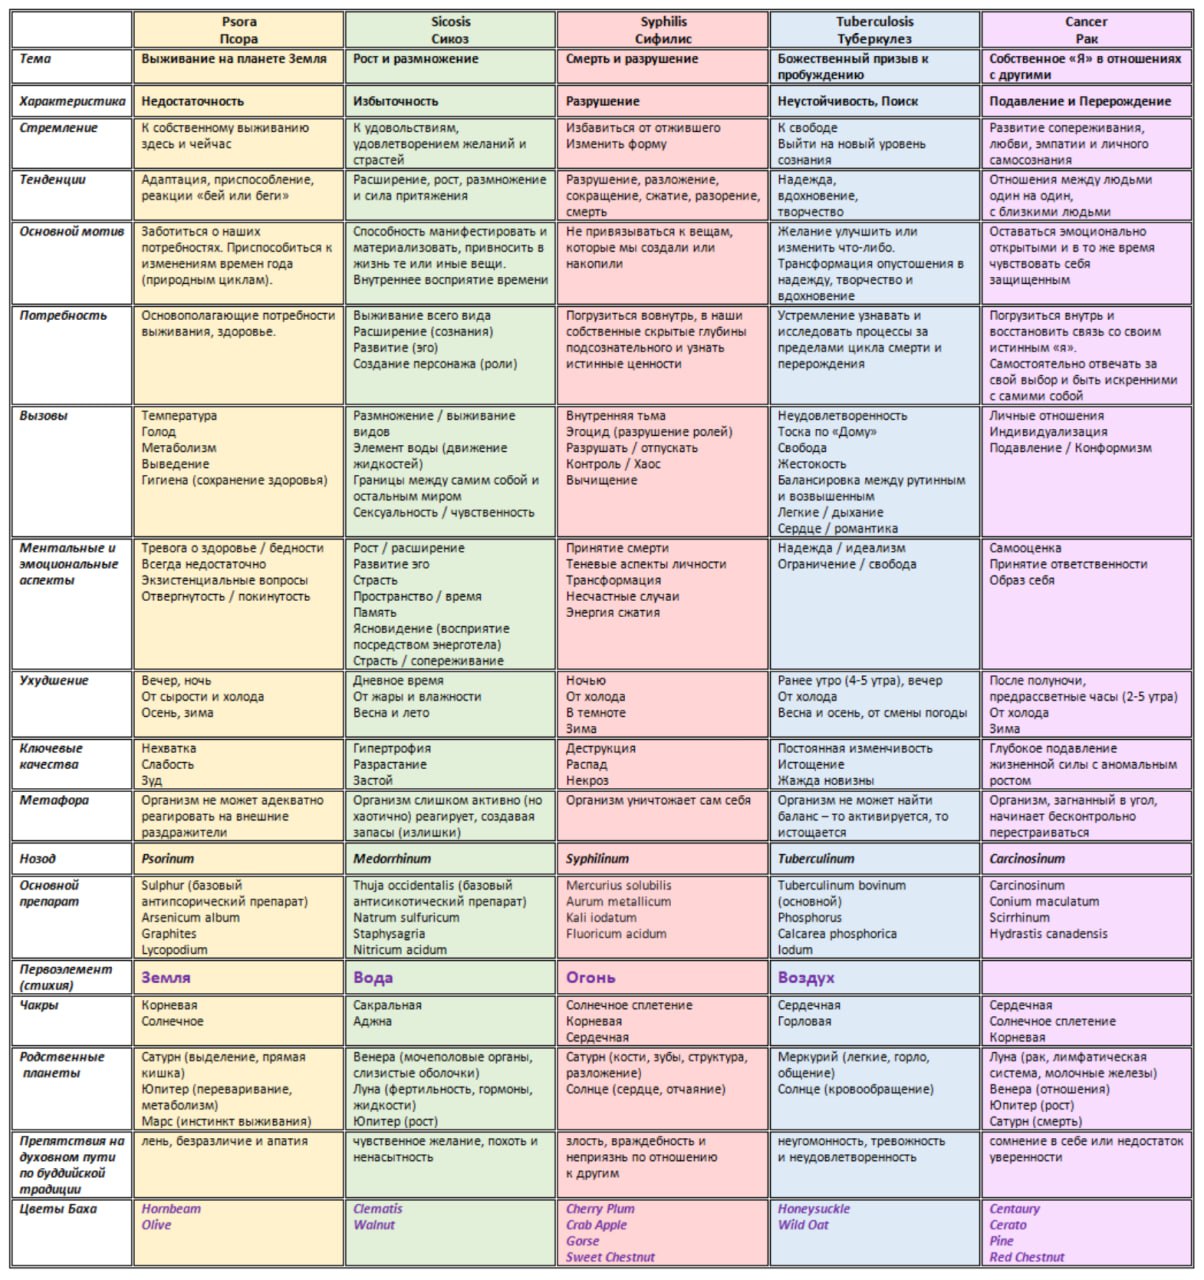 Psora
Псора
Sicosis
Сикоз
Syphilis
Сифилис
Tuberculosis
Туберкулез
Cancer
Рак
Тема
Выживание на планете Земля
Рост и размножение
Смерть и разрушение
Божественный призыв к
пробуждению
Собственное «Я» в отношениях
с другими
Характеристика
Недостаточность
Избыточность
Разрушение
Неустойчивость, Поиск
Подавление и Перерождение
Стремление
К собственному выживанию
здесь и чейчас
К удовольствиям,
удовлетворением желаний и
страстей
Избавиться от отжившего
Изменить форму
К свободе
Выйти на новый уровень
сознания
Развитие сопереживания,
любви, эмпатии и личного
самосознания
Тенденции
Адаптация, приспособление,
реакции «бей или беги»
Расширение, рост, размножение
и сила притяжения
Разрушение, разложение,
сокращение, сжатие, разорение,
смерть
Надежда,
вдохновение,
творчество
Отношения между людьми
один на один,
с близкими людьми
Основной мотив
Заботиться о наших
потребностях. Приспособиться к
изменениям времен года
(природным циклам).
Способность манифестировать и
материализовать, привносить в
жизнь те или иные вещи.
Внутреннее восприятие времени
Не привязываться к вещам,
которые мы создали или
накопили
Желание улучшить или
изменить что-либо.
Трансформация опустошения в
надежду, творчество и
вдохновение
Оставаться эмоционально
открытыми и в то же время
чувствовать себя
защищенным
Потребность
Основополагающие потребности
выживания, здоровье.
Выживание всего вида
Расширение (сознания)
Развитие (эго)
Создание персонажа (роли)
Погрузиться вовнутрь, в наши
собственные скрытые глубины
подсознательного и узнать
истинные ценности
Устремление узнавать и
исследовать процессы за
пределами цикла смерти и
перерождения
Погрузиться внутрь и
восстановить связь со своим
истинным «я».
Самостоятельно отвечать за
свой выбор и быть искренними
с самими собой
Вызовы
Температура
Голод
Метаболизм
Выведение
Гигиена (сохранение здоровья)
Размножение / выживание
видов
Элемент воды (движение
жидкостей)
Границы между самим собой и
остальным миром
Сексуальность / чувственность
Внутренняя тьма
Эгоцид (разрушение ролей)
Разрушать / отпускать
Контроль / Хаос
Вычищение
Неудовлетворенность
Тоска по «Дому»
Свобода
Жестокость
Балансировка между рутинным
и возвышенным
Легкие / дыхание
Сердце / романтика
Личные отношения
Индивидуализация
Подавление / Конформизм
Ментальные и
эмоциональные
аспекты
Тревога о здоровье / бедности
Всегда недостаточно
Экзистенциальные вопросы
Отвергнутость / покинутость
Рост / расширение
Развитие эго
Страсть
Пространство / время
Память
Ясновидение (восприятие
посредством энерготела)
Страсть / сопереживание
Принятие смерти
Теневые аспекты личности
Трансформация
Несчастные случаи
Энергия сжатия
Надежда / идеализм
Ограничение / свобода
Самооценка
Принятие ответственности
Образ себя
Ухудшение
Вечер, ночь
От сырости и холода
Осень, зима
Дневное время
От жары и влажности
Весна и лето
Ночью
От холода
В темноте
Зима
Ранее утро (4-5 утра), вечер
От холода
Весна и осень, от смены погоды
После полуночи,
предрассветные часы (2-5 утра)
От холода
Зима
Ключевые
качества
Нехватка
Слабость
Зуд
Гипертрофия
Разрастание
Застой
Деструкция
Распад
Некроз
Постоянная изменчивость
Истощение
Жажда новизны
Глубокое подавление
жизненной силы с аномальным
ростом
Метафора
Организм не может адекватно
реагировать на внешние
раздражители
Организм слишком активно (но
хаотично) реагирует, создавая
запасы (излишки)
Организм уничтожает сам себя
Организм не может найти
баланс – то активируется, то
истощается
Организм, загнанный в угол,
начинает бесконтрольно
перестраиваться
Нозод
Psorinum
Medorrhinum
Syphilinum
Tuberculinum
Carcinosinum
Основной
препарат
Sulphur (базовый
антипсорический препарат)
Arsenicum album
Graphites
Lycopodium
Thuja occidentalis (базовый
антисикотический препарат)
Natrum sulfuricum
Staphysagria
Nitricum acidum
Mercurius solubilis
Aurum metallicum
Kali iodatum
Fluoricum acidum
Tuberculinum bovinum
(основной)
Phosphorus
Calcarea phosphorica
Iodum
Carcinosinum
Conium maculatum
Scirrhinum
Hydrastis canadensis
Первоэлемент
(стихия)
Земля
Вода
Огонь
Воздух
Чакры
Корневая
Солнечное
Сакральная
Аджна
Солнечное сплетение
Корневая
Сердечная
Сердечная
Горловая
Сердечная
Солнечное сплетение
Корневая
Родственные
планеты
Сатурн (выделение, прямая
кишка)
Юпитер (переваривание,
метаболизм)
Марс (инстинкт выживания)
Венера (мочеполовые органы,
слизистые оболочки)
Луна (фертильность, гормоны,
жидкости)
Юпитер (рост)
Сатурн (кости, зубы, структура,
разложение)
Солнце (сердце, отчаяние)
Меркурий (легкие, горло,
общение)
Солнце (кровообращение)
Луна (рак, лимфатическая
система, молочные железы)
Венера (отношения)
Юпитер (рост)
Сатурн (смерть)
Препятствия на
духовном пути
по буддийской
традиции
лень, безразличие и апатия
чувственное желание, похоть и
ненасытность
злость, враждебность и
неприязнь по отношению
к другим
неугомонность, тревожность
и неудовлетворенность
сомнение в себе или недостаток
уверенности
Цветы Баха
Hornbeam
Olive
Clematis
Walnut
Cherry Plum
Crab Apple
Gorse
Sweet Chestnut
Honeysuckle
Wild Oat
Centaury
Cerato
Pine
Red Chestnut